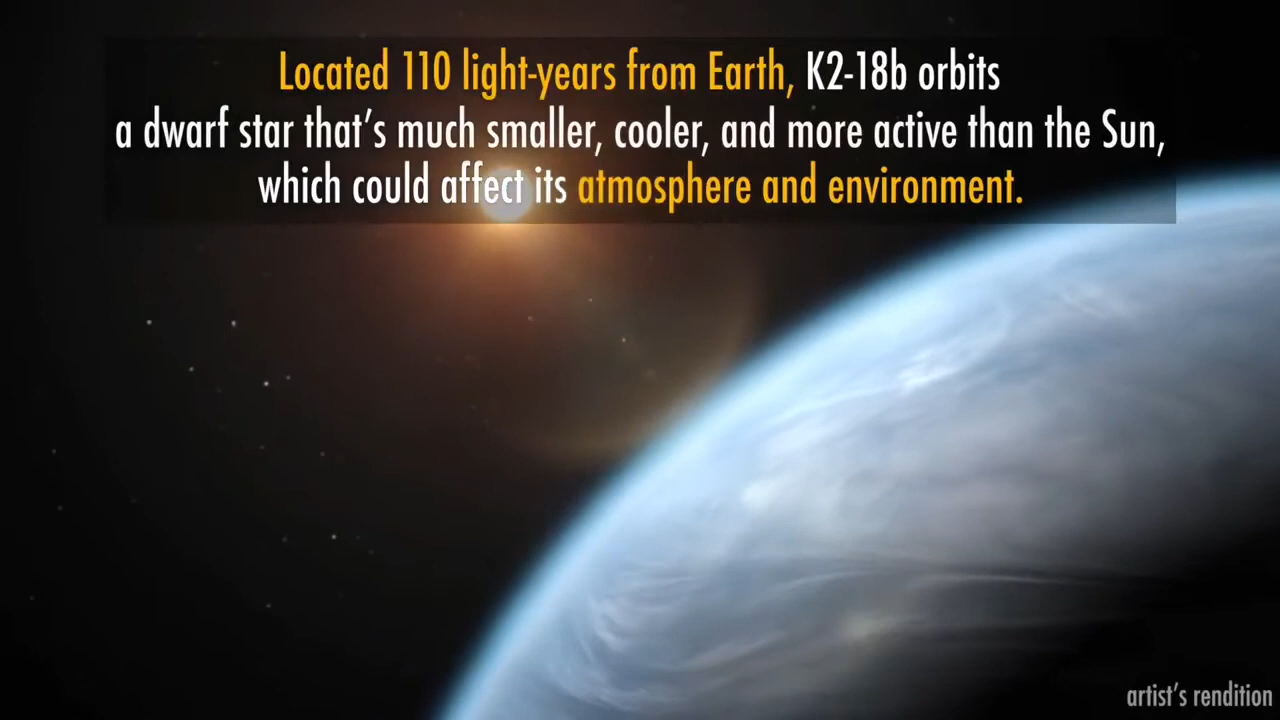 Located 110 light-years from Earth, K2-18b orbits
a dwarf star that's much smaller, cooler, and more active than the Sun,
which could affect its atmosphere and environment.
artist's rendition